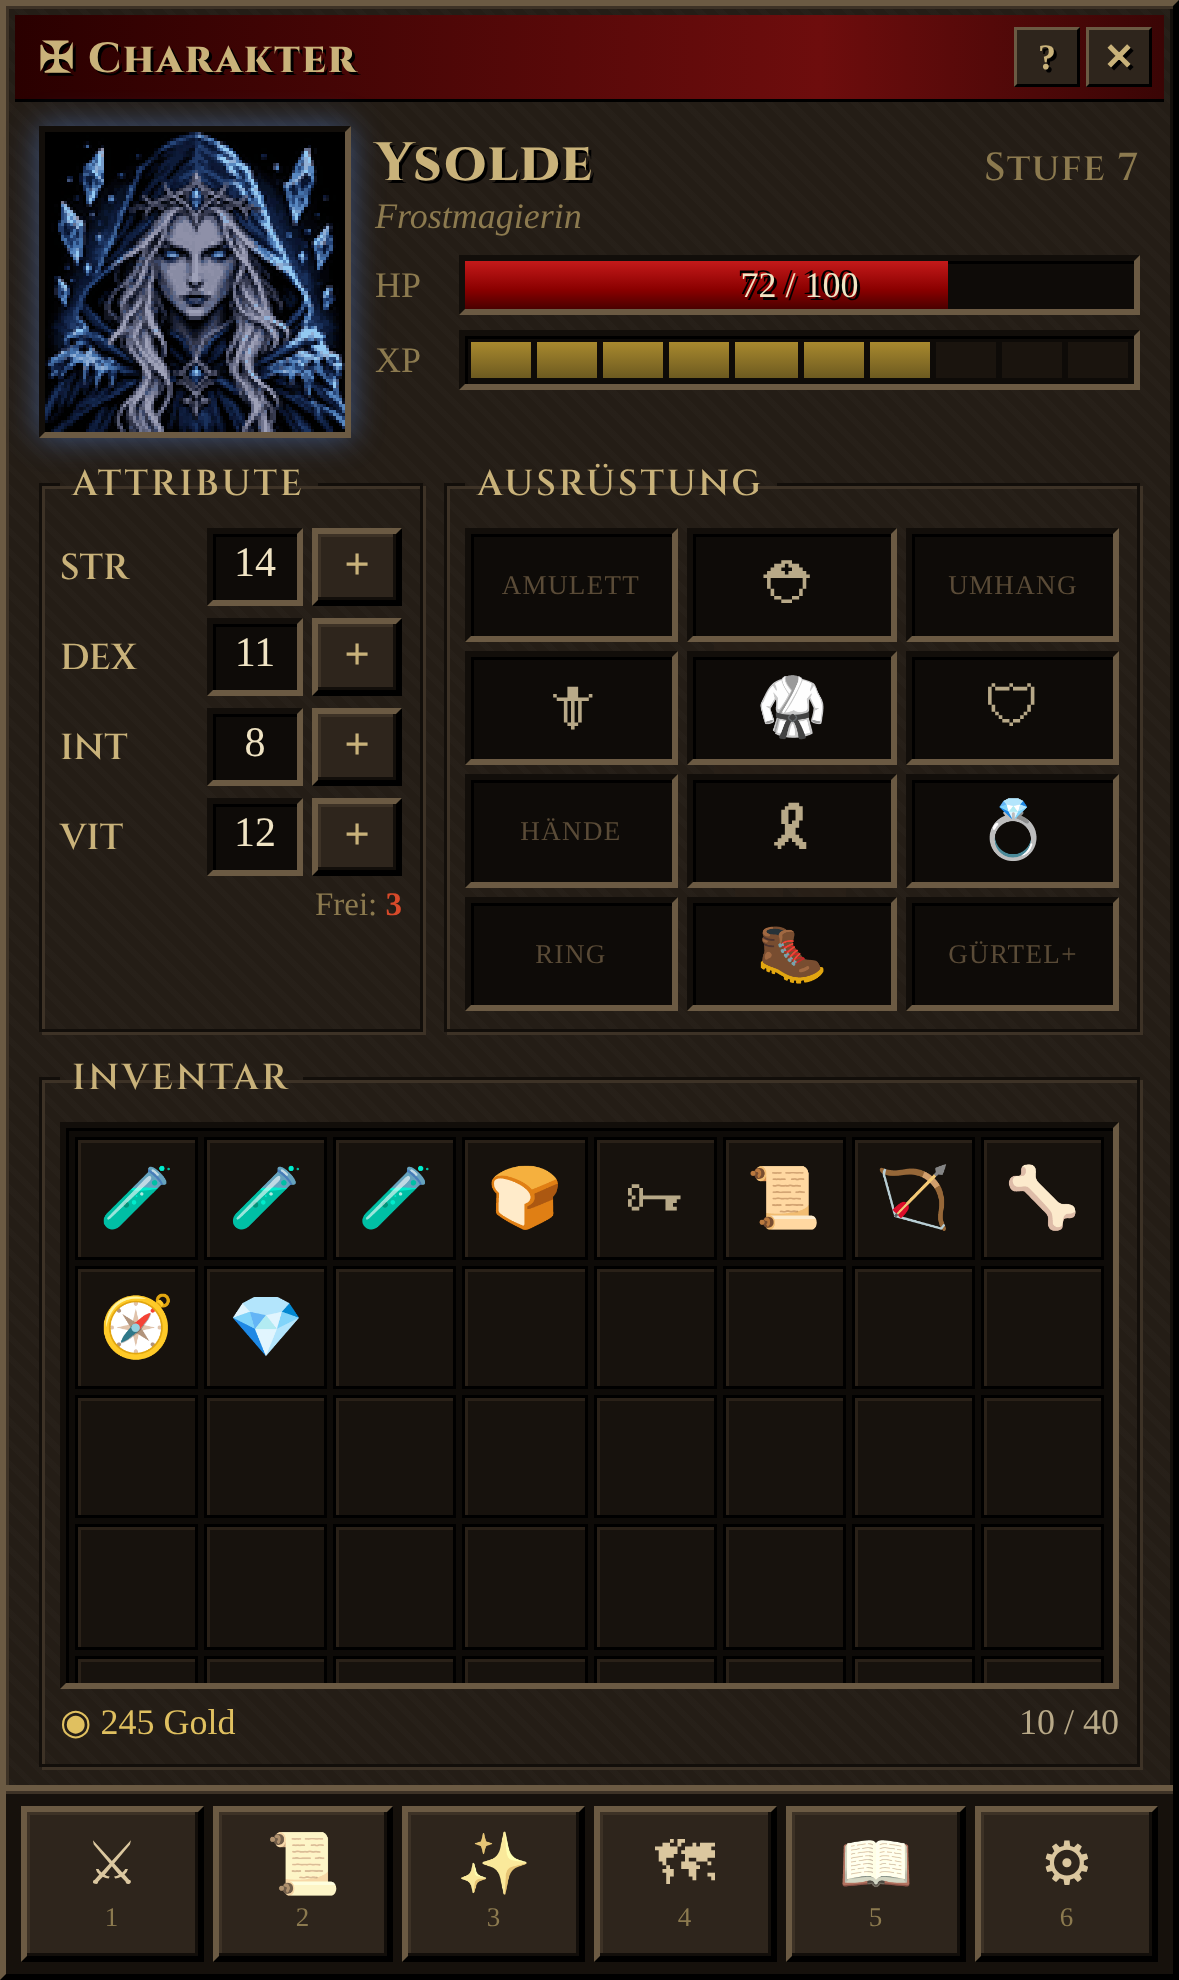 ✠ Charakter
? ✕
Ysolde
Stufe 7
Frostmagierin
HP 72 / 100
XP
ATTRIBUTE
STR 14 +
DEX 11 +
INT 8 +
VIT 12 +
Frei: 3
AUSRÜSTUNG
AMULETT UMHANG
HÄNDE
RING GÜRTEL+
INVENTAR
◉ 245 Gold 10 / 40
1 2 3 4 5 6